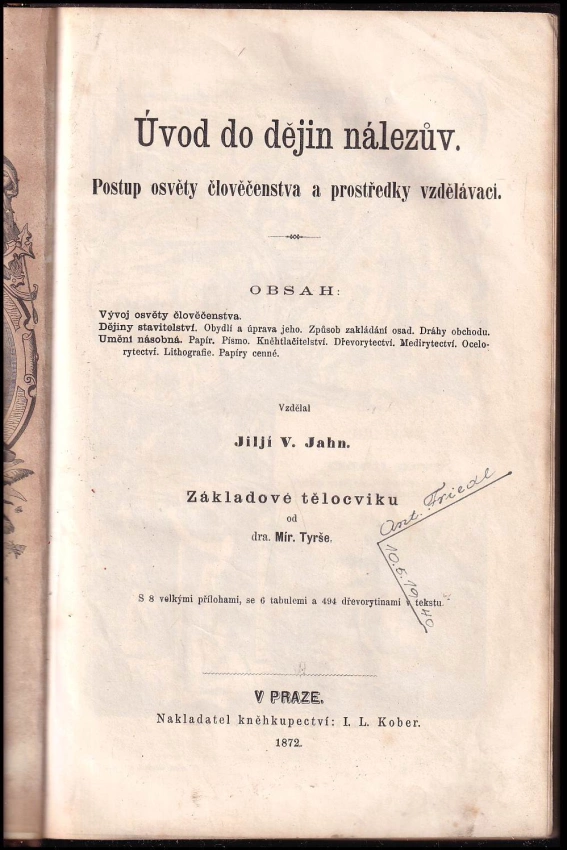 Úvod do dějin nálezův.
Postup osvěty člověčenstva a prostředky vzdělávací.
OBSAH:
Vývoj osvěty člověčenstva.
Dějiny stavitelství. Obydlí a úprava jeho. Způsob zakládání osad. Dráhy obchodu.
Umění násobná. Papír. Písmo. Kněhtlačitelství. Dřevorytectví. Medirytectví. Ocelo-
rytectví. Lithografie. Papíry cenné.
Vzdělal
Jiljí V. Jahn.
Základové tělocviku
od
dra. Mir. Tyrše.
Ant. Friedl
10.5.1940
S 8 velkými přílohami, se 6 tabulemi a 494 dřevorytinami v tekstu.
V PRAZE.
Nakladatel kněhkupectví: I. L. Kober.
1872.